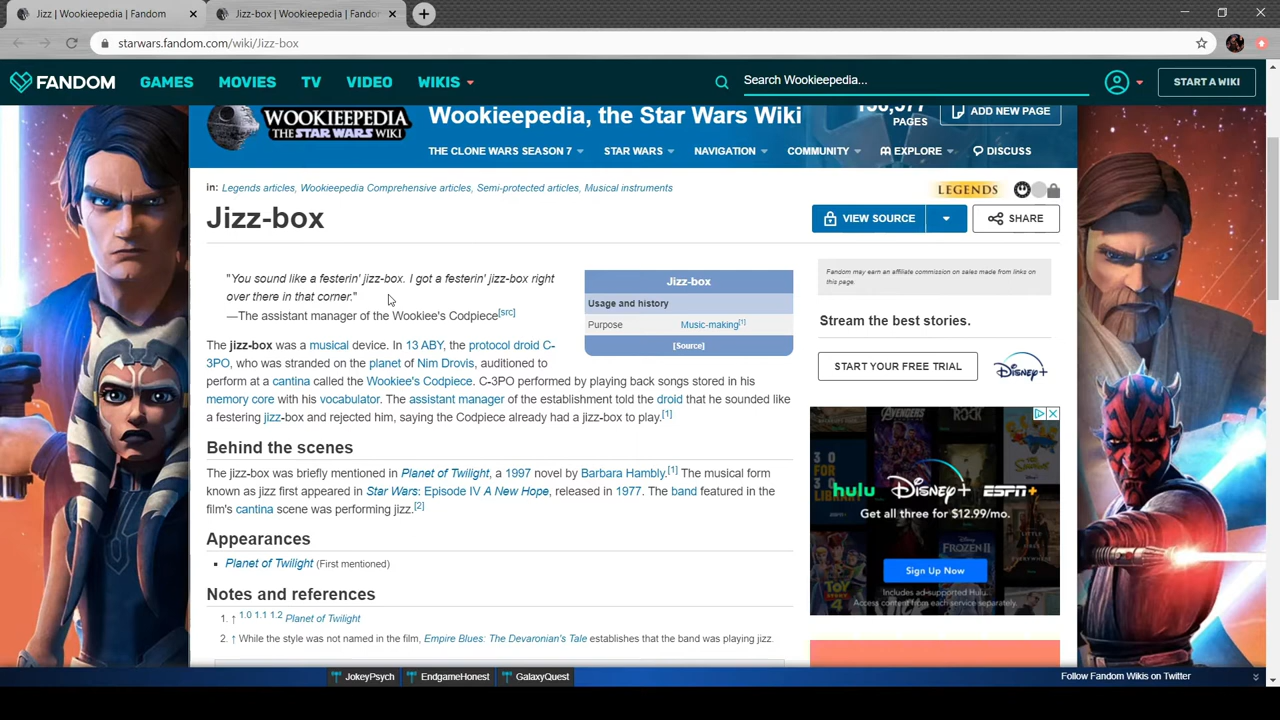 Jizz | Wookieepedia | Fandom
Jizz-box | Wookieepedia | Fandom
starwars.fandom.com/wiki/Jizz-box
FANDOM GAMES MOVIES TV VIDEO WIKIS Search Wookieepedia... START A WIKI
WOOKIEEPEDIA
THE STAR WARS WIKI
Wookieepedia, the Star Wars Wiki
PAGES
ADD NEW PAGE
THE CLONE WARS SEASON 7 STAR WARS NAVIGATION COMMUNITY EXPLORE DISCUSS
in: Legends articles, Wookieepedia Comprehensive articles, Semi-protected articles, Musical instruments
LEGENDS
Jizz-box
VIEW SOURCE SHARE
"You sound like a festerin' jizz-box. I got a festerin' jizz-box right
over there in that corner."
—The assistant manager of the Wookiee's Codpiece[src]
Jizz-box
Usage and history
Purpose Music-making[1]
[Source]
The jizz-box was a musical device. In 13 ABY, the protocol droid C-
3PO, who was stranded on the planet of Nim Drovis, auditioned to
perform at a cantina called the Wookiee's Codpiece. C-3PO performed by playing back songs stored in his
memory core with his vocabulator. The assistant manager of the establishment told the droid that he sounded like
a festering jizz-box and rejected him, saying the Codpiece already had a jizz-box to play.[1]
Behind the scenes
The jizz-box was briefly mentioned in Planet of Twilight, a 1997 novel by Barbara Hambly.[1] The musical form
known as jizz first appeared in Star Wars: Episode IV A New Hope, released in 1977. The band featured in the
film's cantina scene was performing jizz.[2]
Appearances
Planet of Twilight (First mentioned)
Notes and references
1. ↑ 1.0 1.1 1.2 Planet of Twilight
2. ↑ While the style was not named in the film, Empire Blues: The Devaronian's Tale establishes that the band was playing jizz.
Fandom may earn an affiliate commission on sales made from links on
this page.
Stream the best stories.
START YOUR FREE TRIAL
Disney+
AVENGERS
ROCK
hulu Disney+ ESPN+
Get all three for $12.99/mo.
FROZEN II
Sign Up Now
Includes ad-supported Hulu.
Access content from each service separately.
JokeyPsych EndgameHonest GalaxyQuest
Follow Fandom Wikis on Twitter